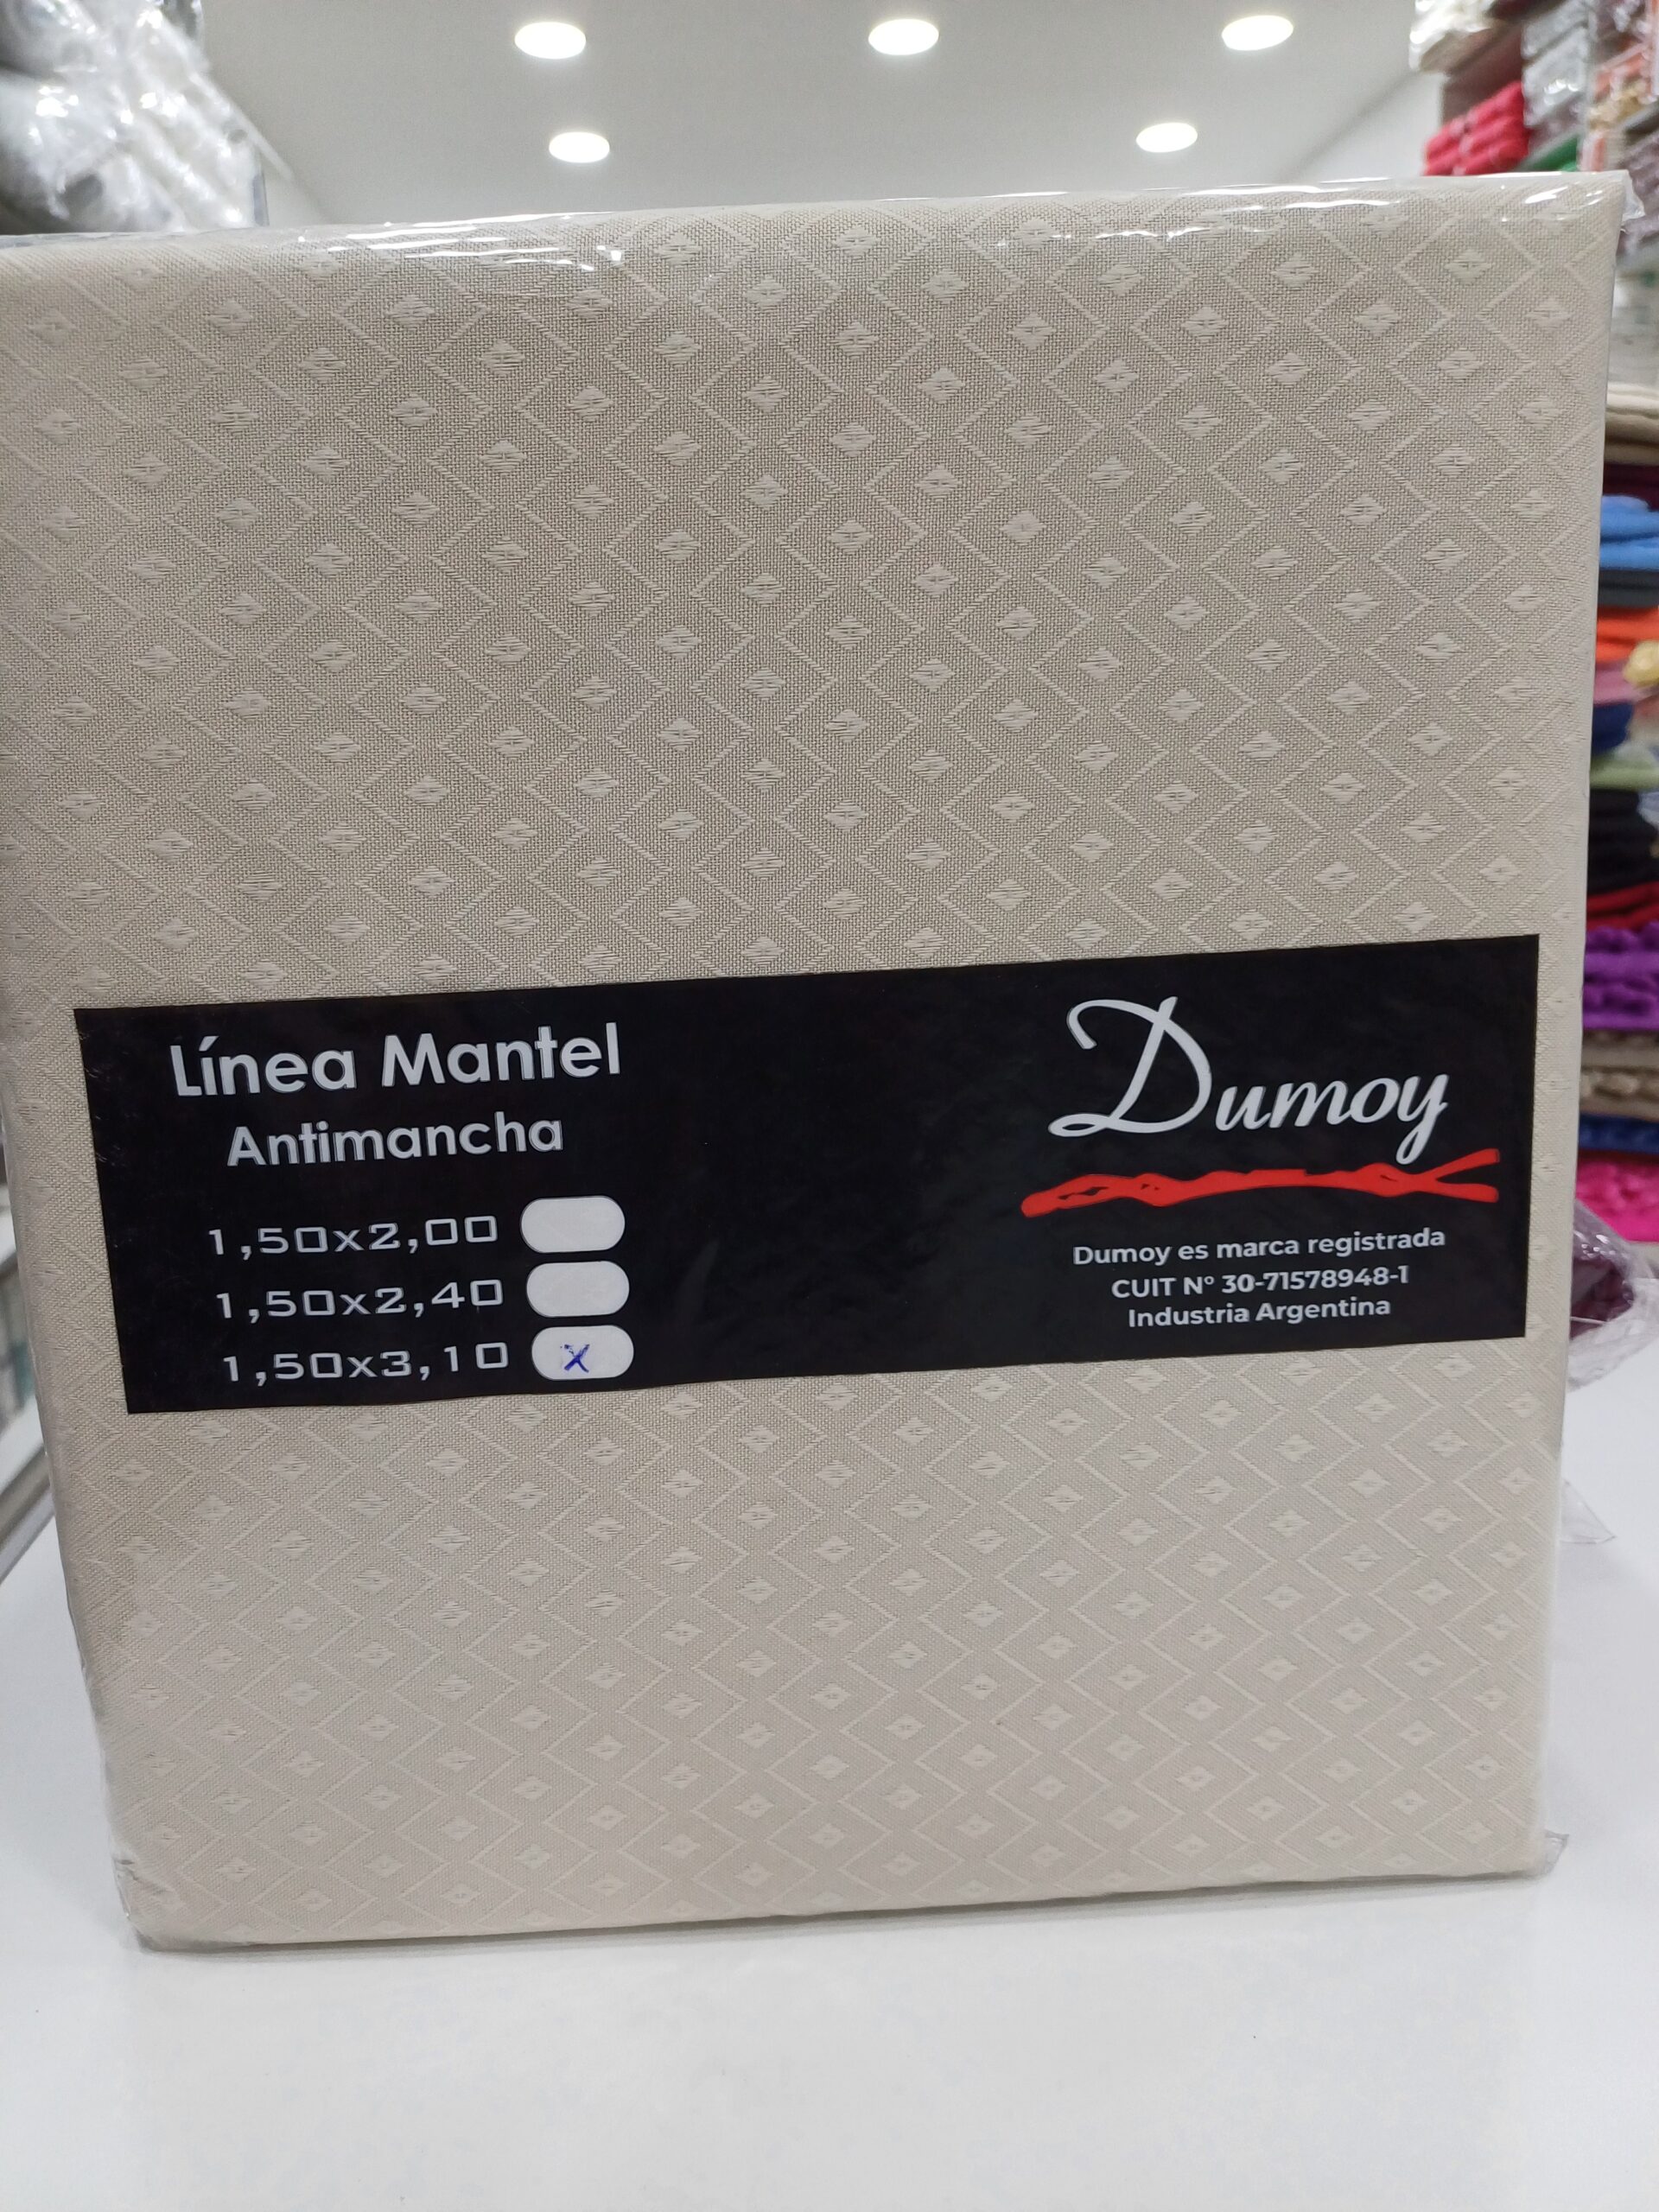 Línea Mantel
Antimancha
1,50x2,00
1,50x2,40
1,50x3,10 X
Dumoy
Dumoy es marca registrada
CUIT Nº 30-71578948-1
Industria Argentina